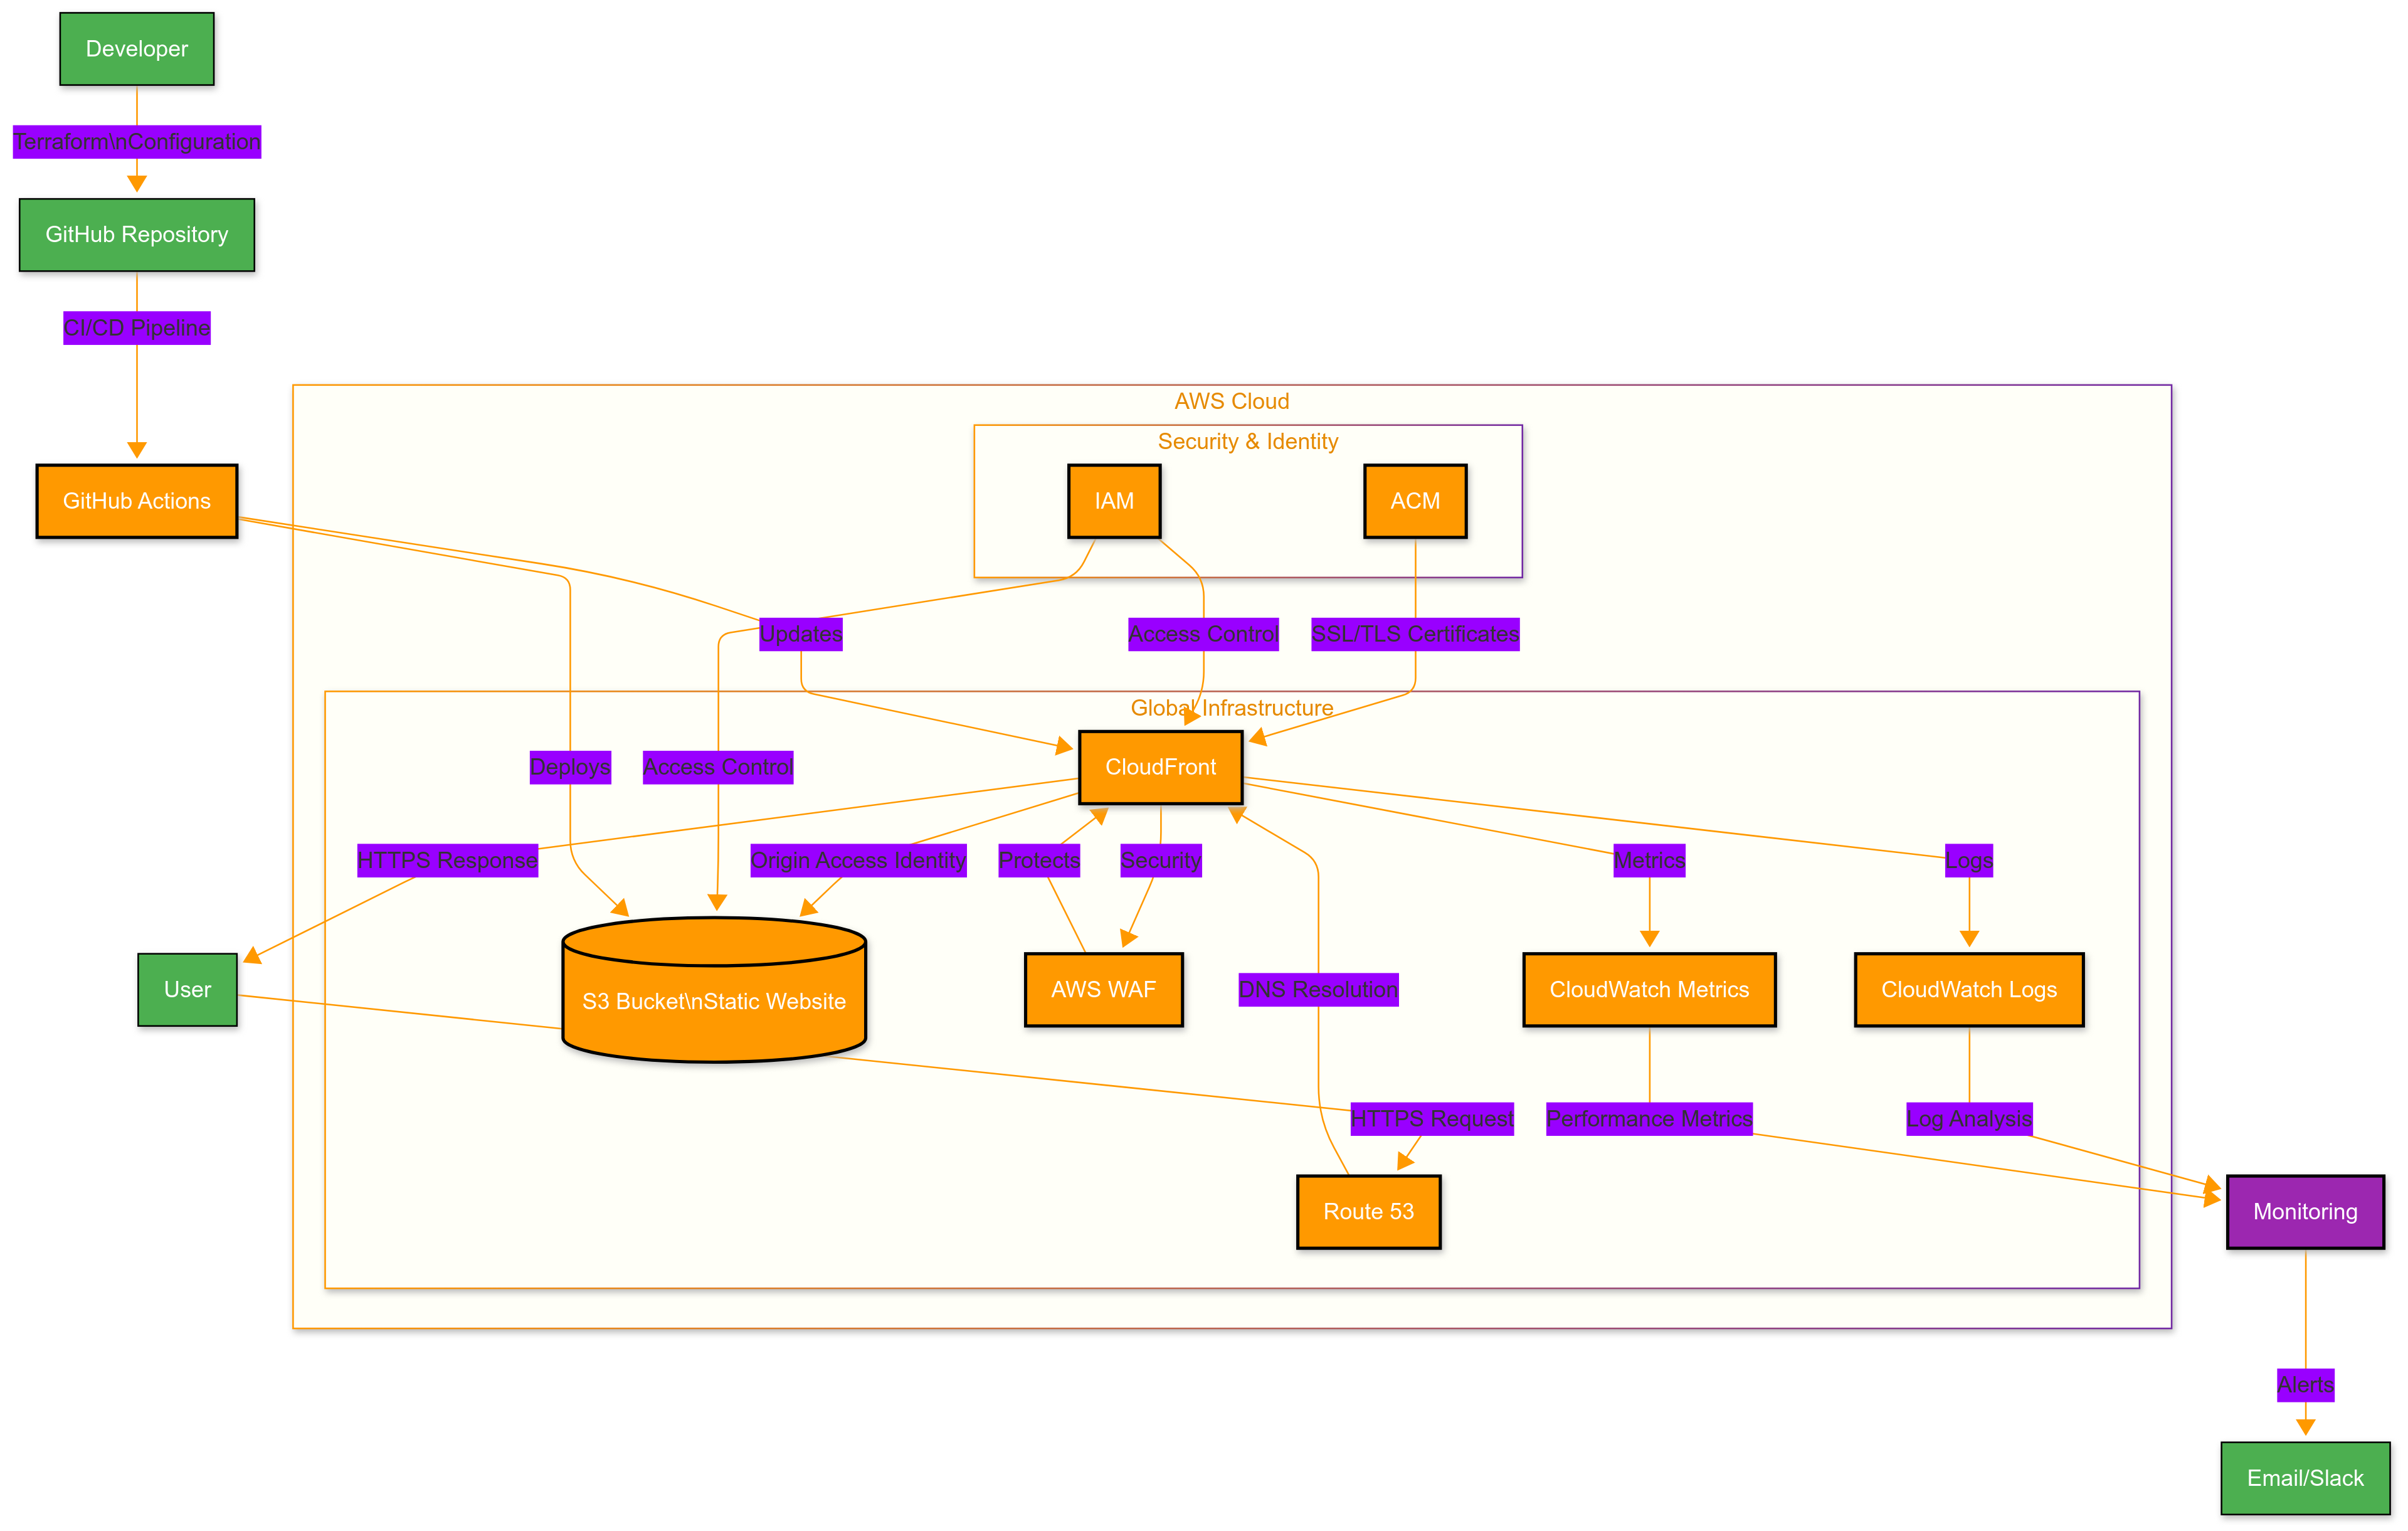 Developer
Terraform\nConfiguration
GitHub Repository
CI/CD Pipeline
AWS Cloud
Security & Identity
GitHub Actions
IAM
ACM
Updates
Access Control
SSL/TLS Certificates
Global Infrastructure
Deploys
Access Control
CloudFront
HTTPS Response
Origin Access Identity
Protects
Security
Metrics
Logs
User
S3 Bucket\nStatic Website
AWS WAF
DNS Resolution
CloudWatch Metrics
CloudWatch Logs
HTTPS Request
Performance Metrics
Log Analysis
Route 53
Monitoring
Alerts
Email/Slack